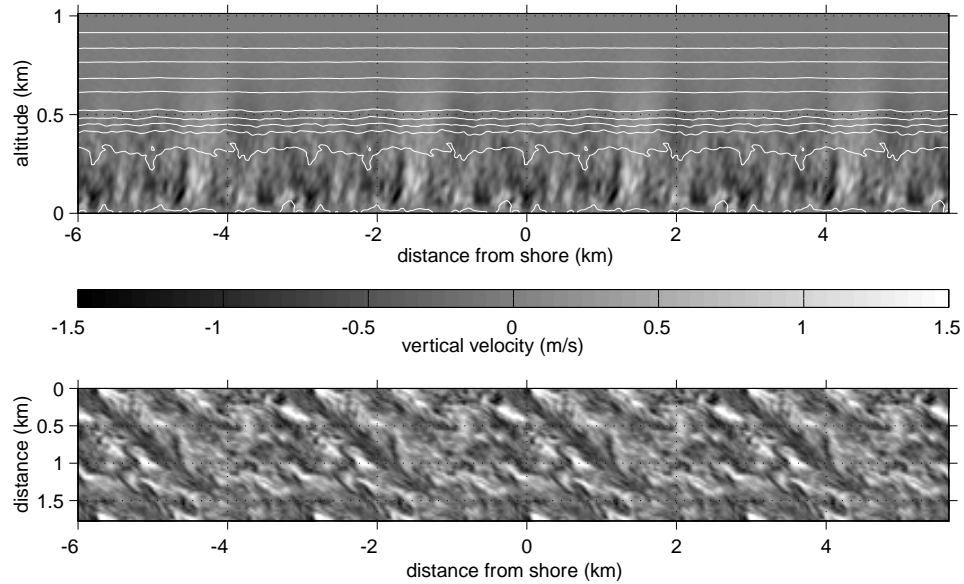 1
0.5
0
altitude (km)
-6 -4 -2 0 2 4
distance from shore (km)
-1.5 -1 -0.5 0 0.5 1 1.5
vertical velocity (m/s)
0
0.5
1
1.5
distance (km)
-6 -4 -2 0 2 4
distance from shore (km)